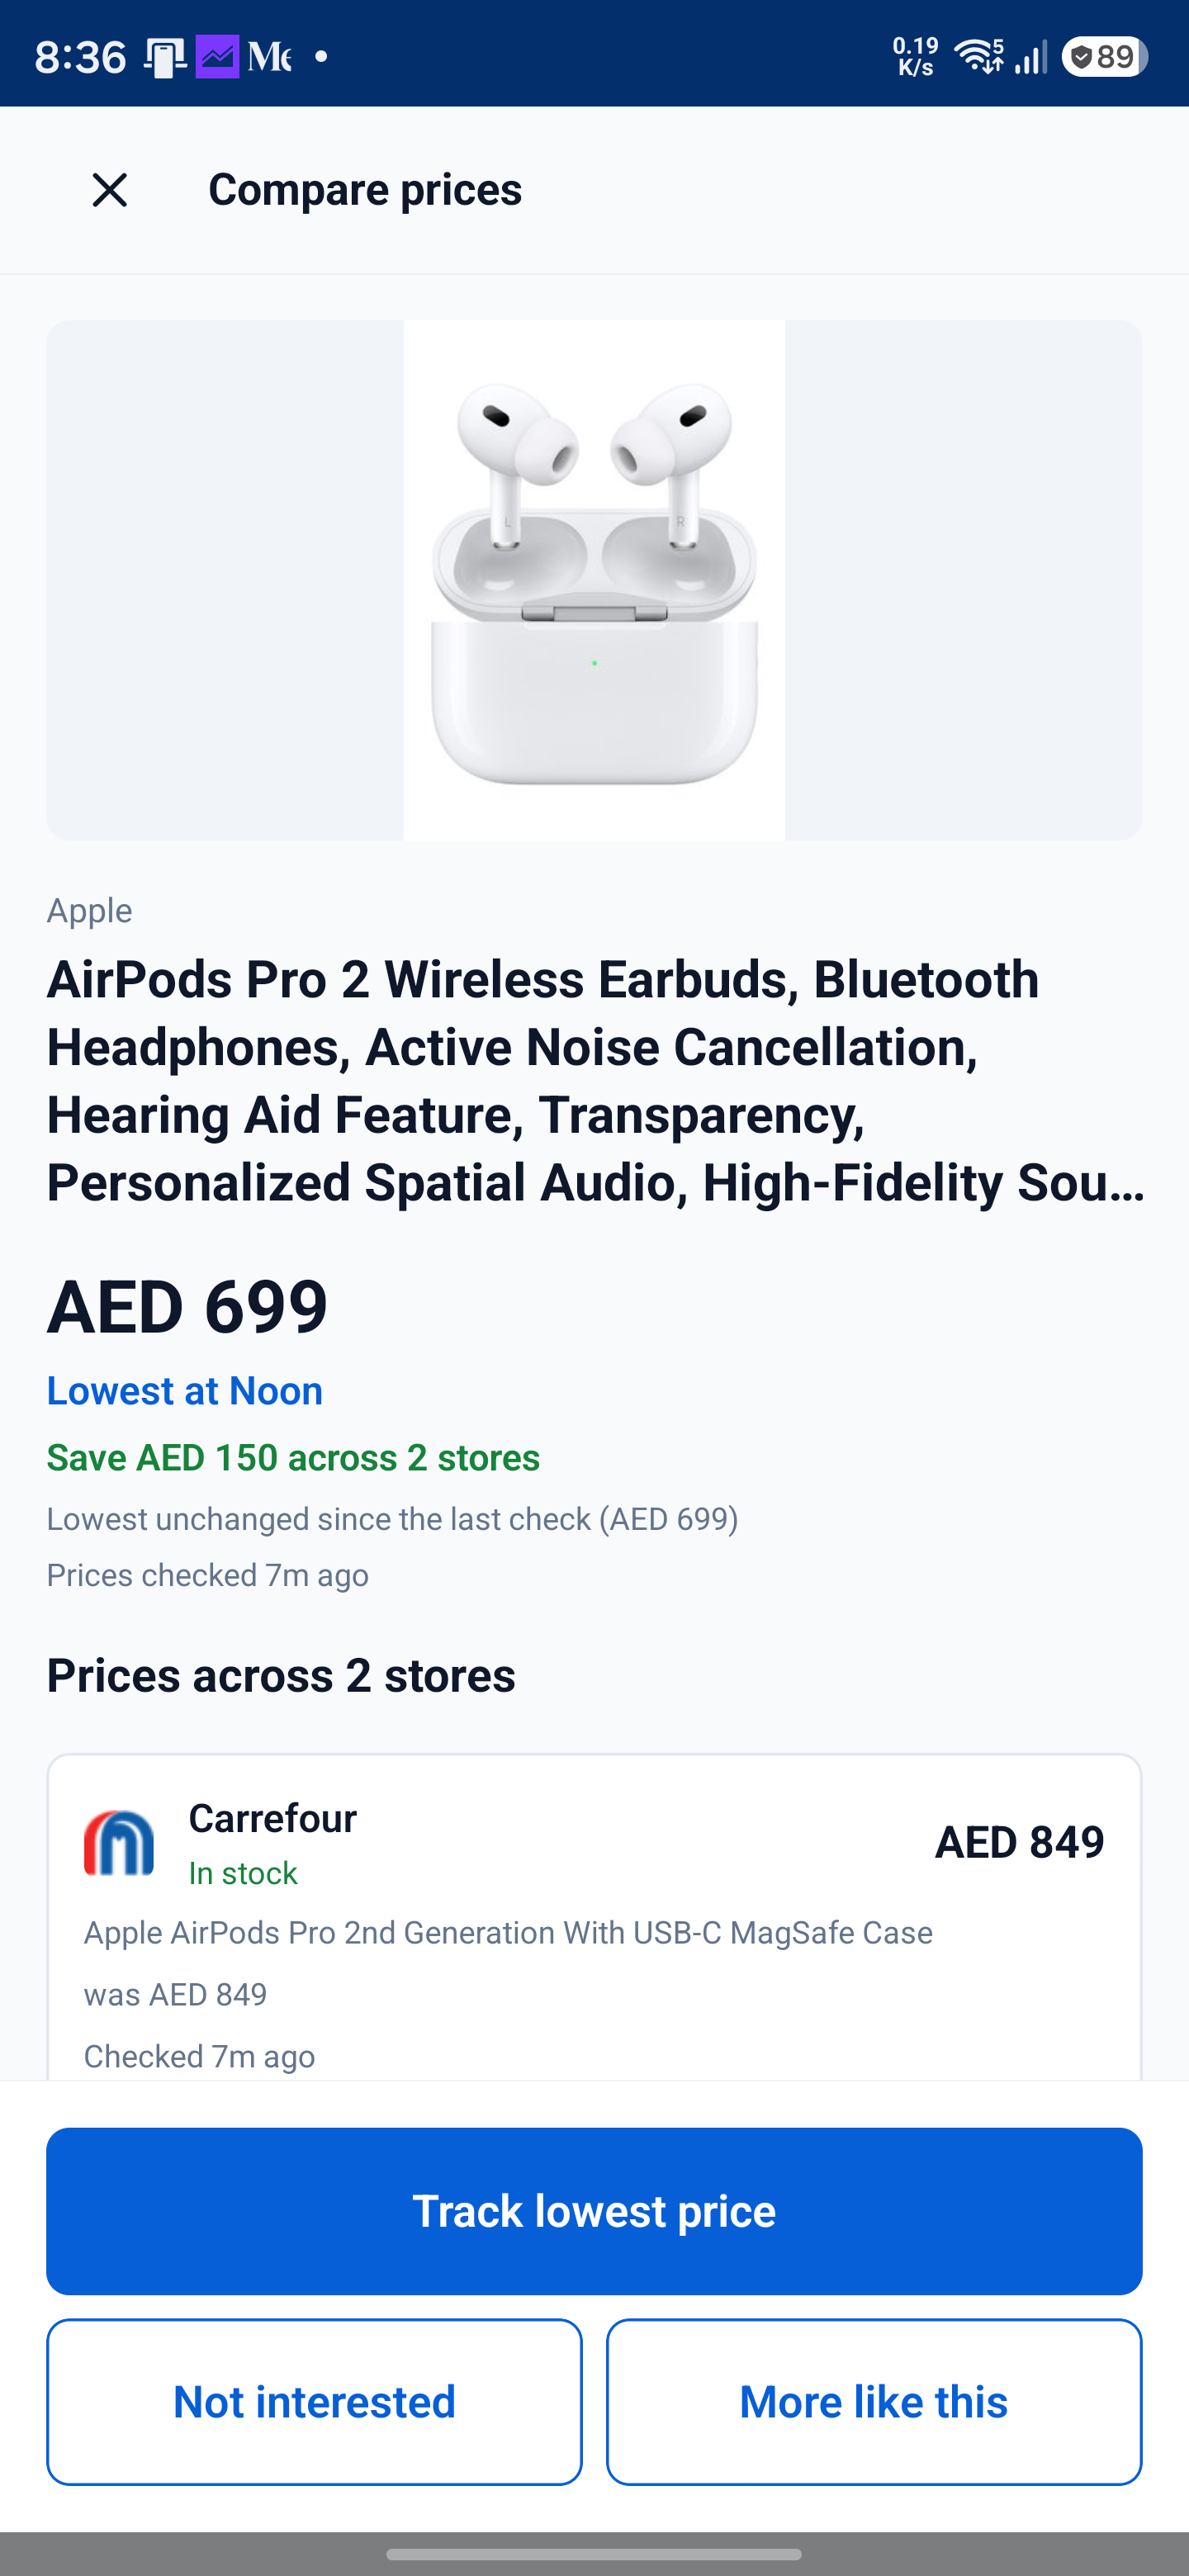 8:36
0.19
K/s
5
89
Compare prices
L
R
Apple
AirPods Pro 2 Wireless Earbuds, Bluetooth
Headphones, Active Noise Cancellation,
Hearing Aid Feature, Transparency,
Personalized Spatial Audio, High-Fidelity Sou...
AED 699
Lowest at Noon
Save AED 150 across 2 stores
Lowest unchanged since the last check (AED 699)
Prices checked 7m ago
Prices across 2 stores
Carrefour
AED 849
In stock
Apple AirPods Pro 2nd Generation With USB-C MagSafe Case
was AED 849
Checked 7m ago
Track lowest price
Not interested
More like this